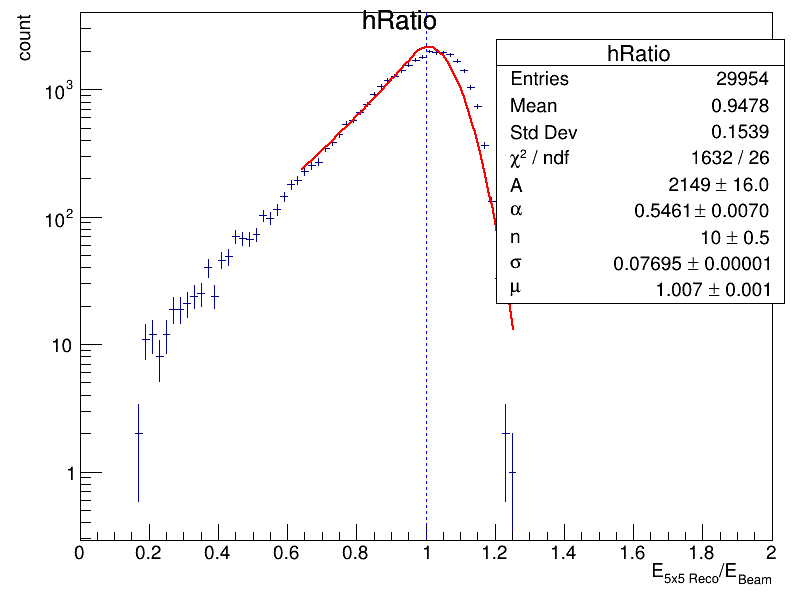 hRatio
count
hRatio
Entries 29954
Mean 0.9478
Std Dev 0.1539
χ² / ndf 1632 / 26
A 2149 ± 16.0
α 0.5461 ± 0.0070
n 10 ± 0.5
σ 0.07695 ± 0.00001
μ 1.007 ± 0.001
10³
10²
10
1
0 0.2 0.4 0.6 0.8 1 1.2 1.4 1.6 1.8 2
E5x5 Reco/EBeam